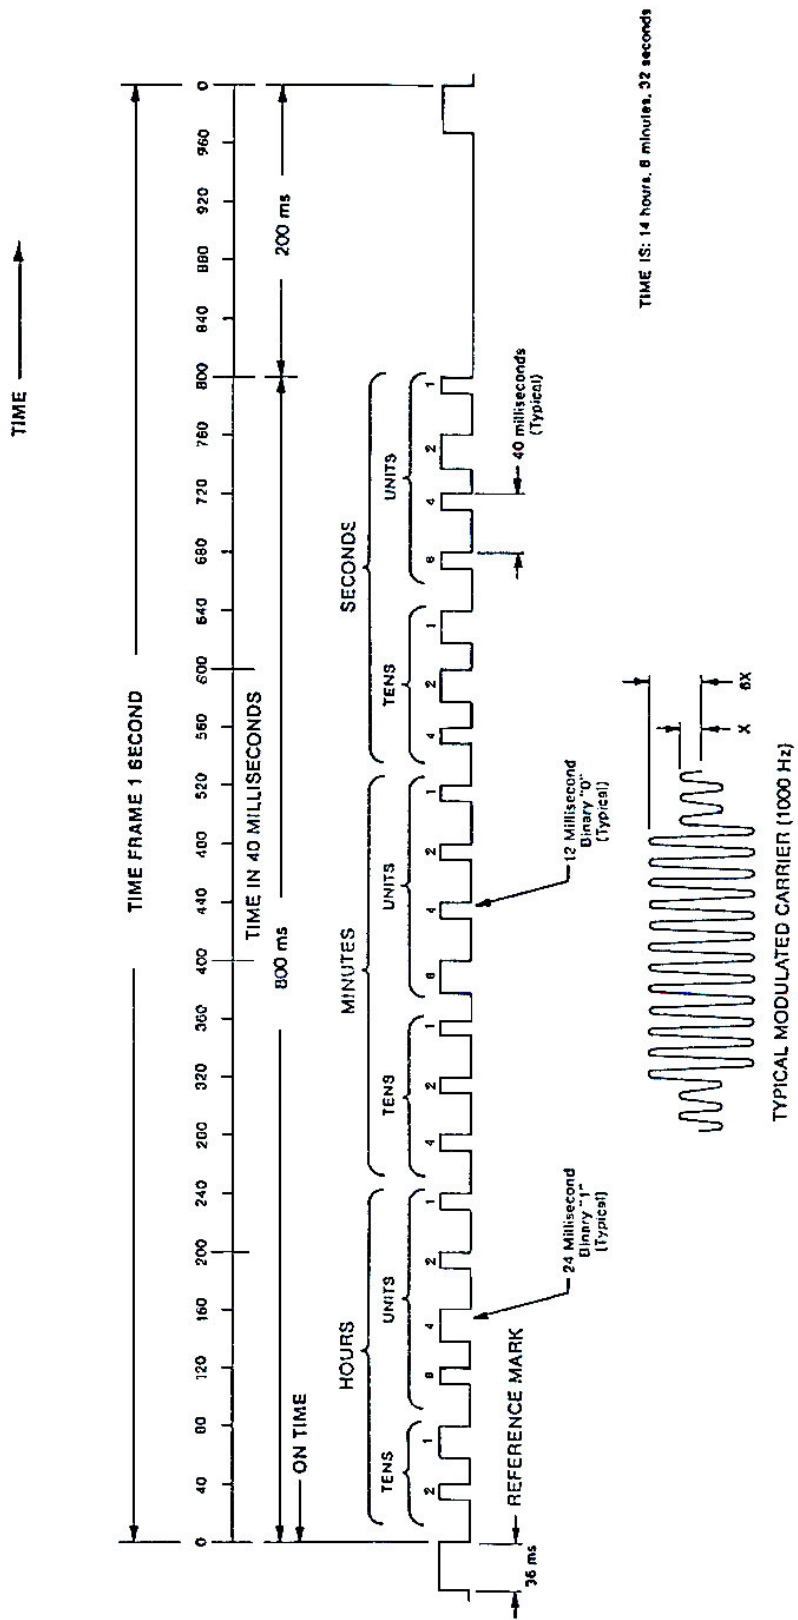 TIME
TIME FRAME 1 SECOND
0 40 80 120 160 200 240 280 320 360 400 440 480 520 560 600 640 680 720 760 800 840 880 920 960 0
TIME IN 40 MILLISECONDS
800 ms 200 ms
ON TIME
HOURS MINUTES SECONDS
TENS UNITS TENS UNITS TENS UNITS
2 1 8 4 2 1 4 2 1 8 4 2 1 4 2 1 8 4 2 1
REFERENCE MARK
36 ms
24 Millisecond
Binary "1"
(Typical)
12 Millisecond
Binary "0"
(Typical)
40 milliseconds
(Typical)
X
6X
TYPICAL MODULATED CARRIER (1000 Hz)
TIME IS: 14 hours, 8 minutes, 32 seconds